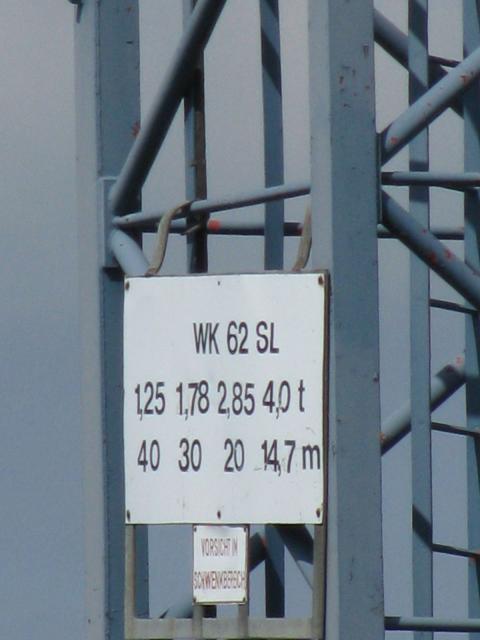 WK 62 SL
1,25 1,78 2,85 4,0 t
40 30 20 14,7 m
VORSICHT IM
SCHWENKBEREICH